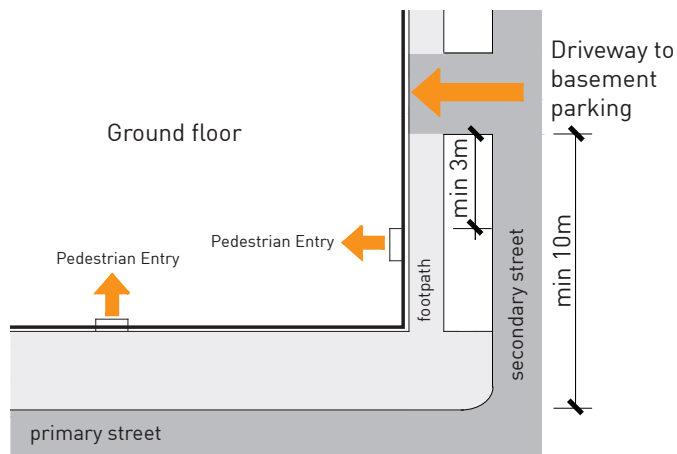 Driveway to
basement
parking
Ground floor
min 3m
Pedestrian Entry
Pedestrian Entry
footpath
secondary street
min 10m
primary street